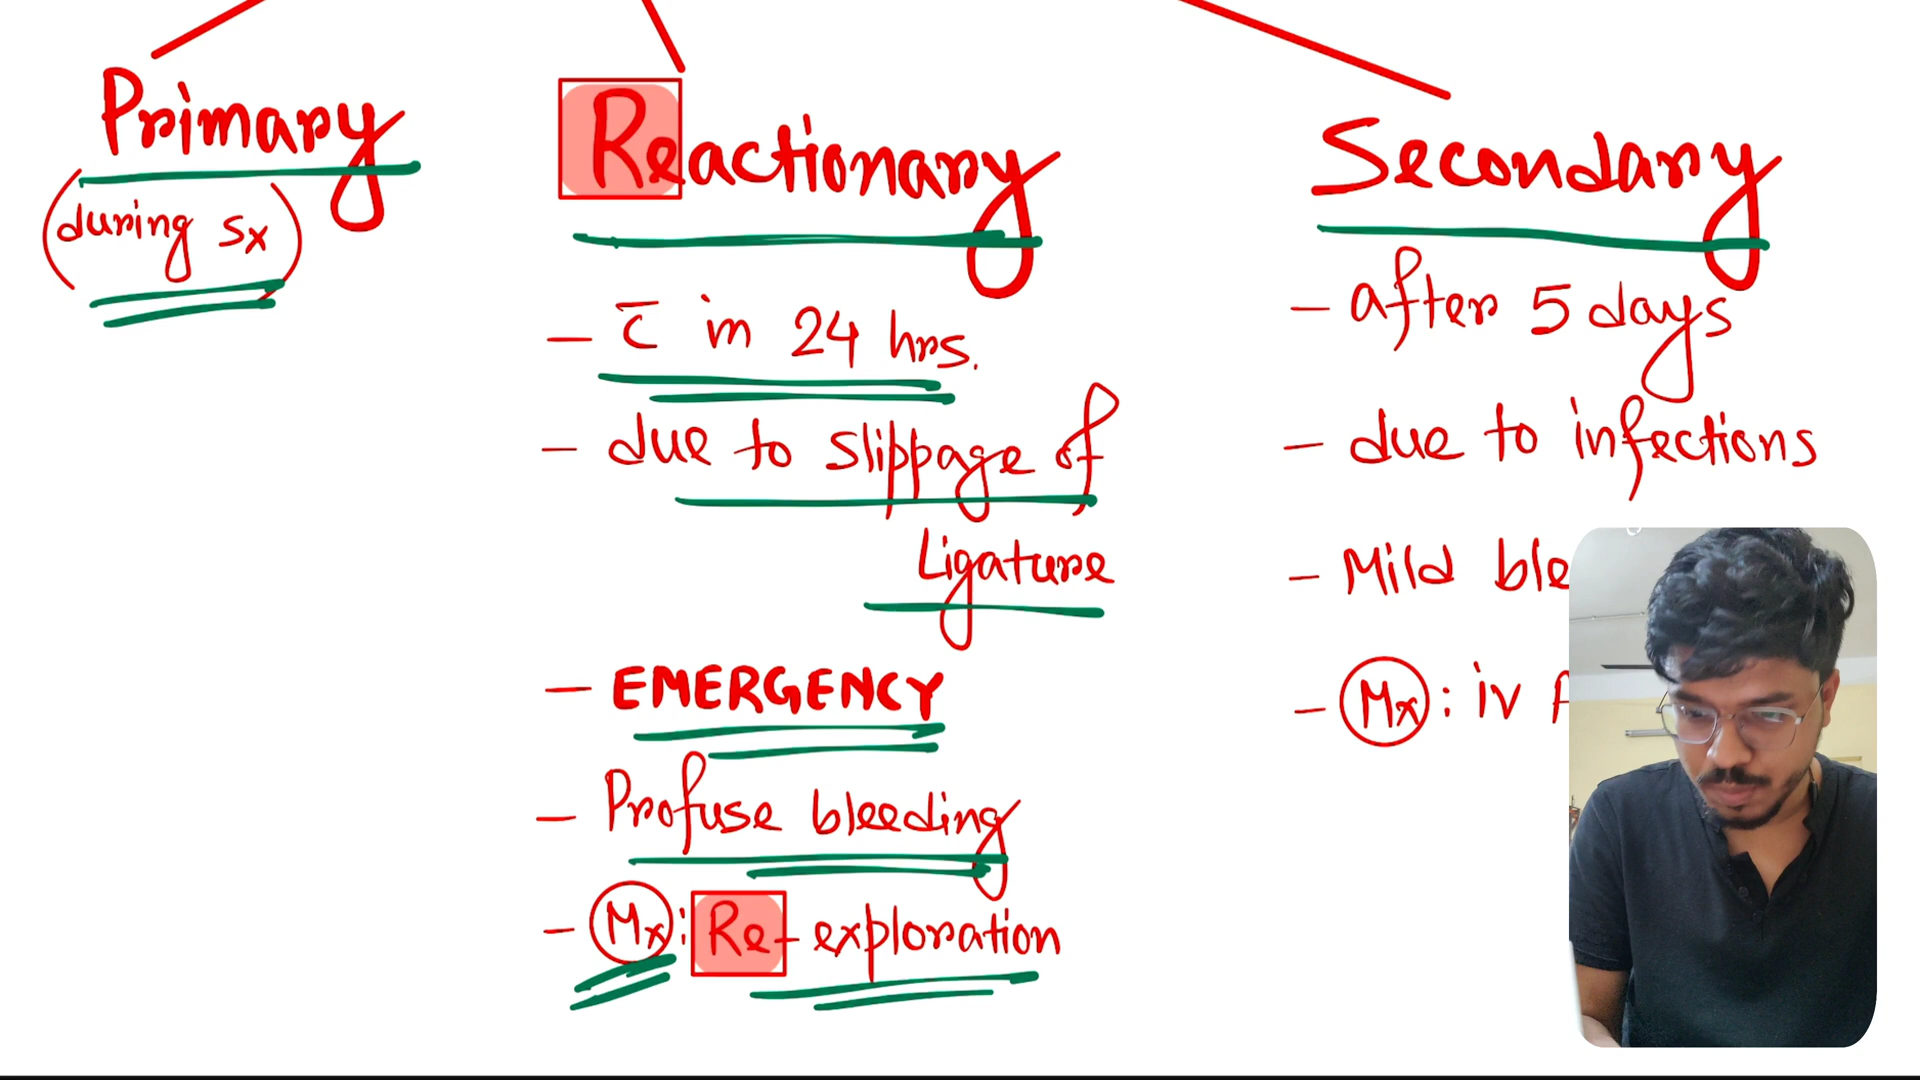 Primary
(during Sx)
Reactionary
- c̄ in 24 hrs.
- due to slippage of
Ligature
- EMERGENCY
- Profuse bleeding
- Mx: Re-exploration
Secondary
- after 5 days
- due to infections
- Mild
- Mx: iv